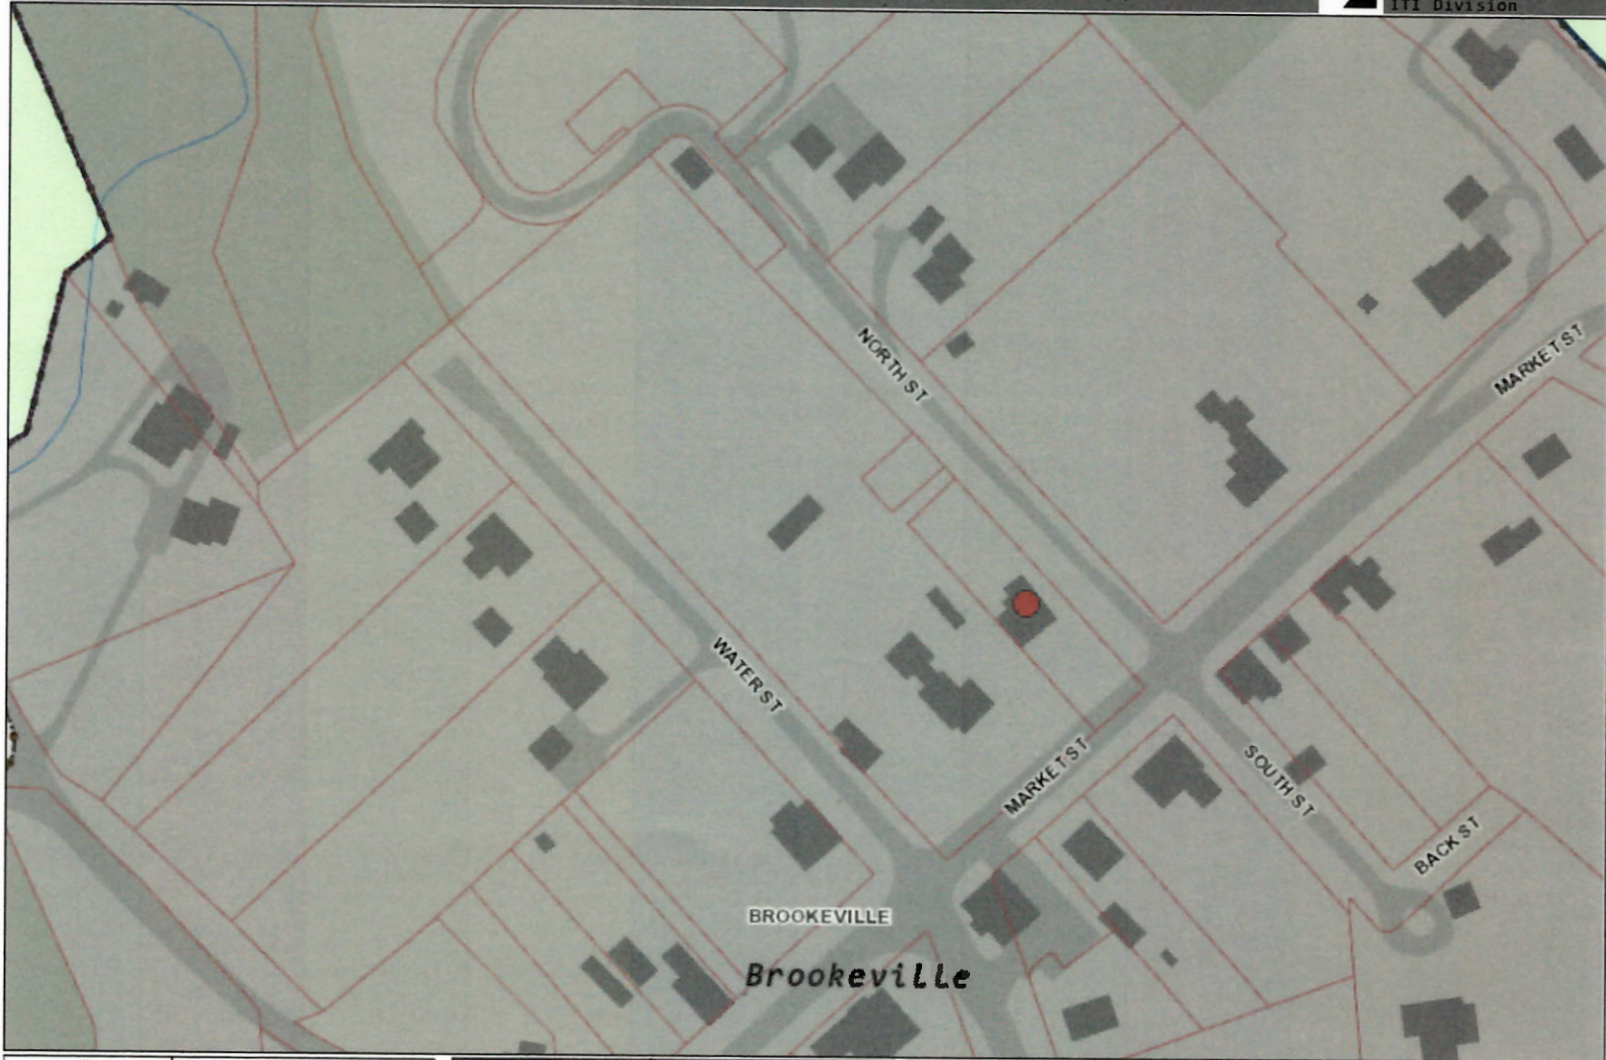 ITI Division
NORTH ST
MARKET ST
WATER ST
MARKET ST
SOUTH ST
BACK ST
BROOKEVILLE
Brookeville